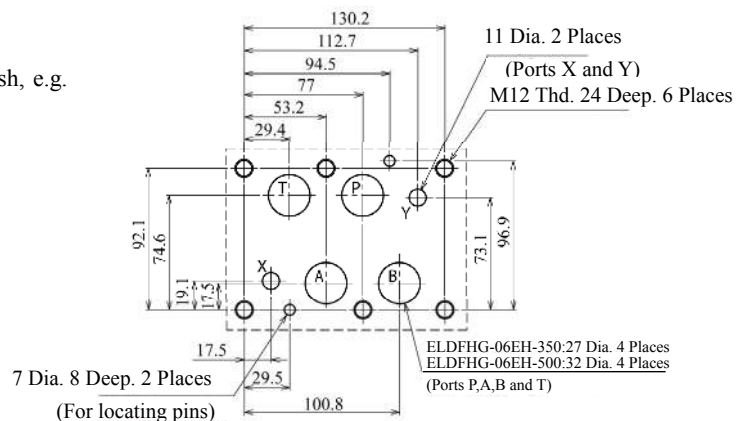 130.2
112.7
94.5
77
53.2
29.4
sh, e.g.
11 Dia. 2 Places
(Ports X and Y)
M12 Thd. 24 Deep. 6 Places
T
P
Y
X
A
B
92.1
74.6
19.1
17.5
73.1
96.9
17.5
29.5
100.8
7 Dia. 8 Deep. 2 Places
(For locating pins)
ELDFHG-06EH-350:27 Dia. 4 Places
ELDFHG-06EH-500:32 Dia. 4 Places
(Ports P,A,B and T)